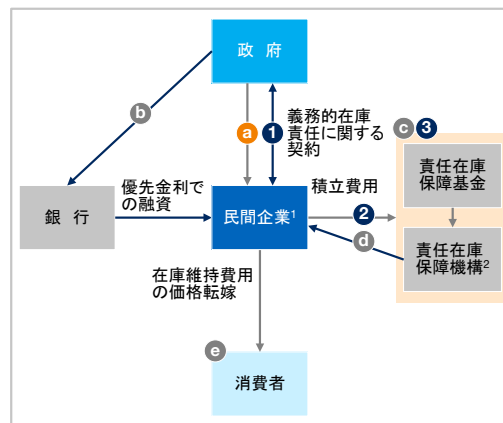 政 府
b
a
1
義務的在庫
責任に関する
契約
c 3
責任在庫
保障基金
優先金利で
の融資
積立費用
銀 行
民間企業1
2
d
責任在庫
保障機構2
在庫維持費用
の価格転嫁
e
消費者